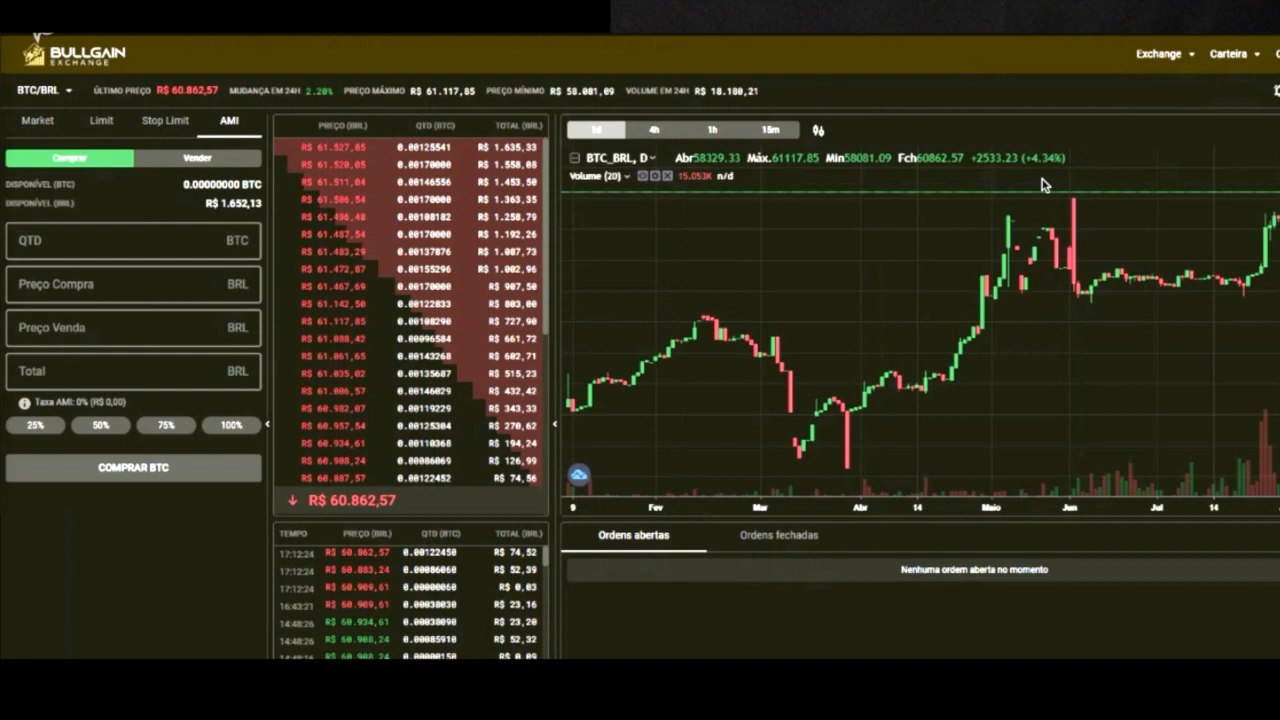 BULLGAIN
EXCHANGE
Exchange
Carteira
BTC/BRL
ÚLTIMO PREÇO R$ 60.862,57
MUDANÇA EM 24H 2.20%
PREÇO MÁXIMO R$ 61.117,85
PREÇO MÍNIMO R$ 58.081,09
VOLUME EM 24H R$ 18.180,21
Market Limit Stop Limit AMI
Comprar Vender
DISPONÍVEL (BTC) 0.00000000 BTC
DISPONÍVEL (BRL) R$ 1.652,13
QTD BTC
Preço Compra BRL
Preço Venda BRL
Total BRL
Taxa AMI: 0% (R$ 0,00)
25% 50% 75% 100%
COMPRAR BTC
PREÇO (BRL) QTD (BTC) TOTAL (BRL)
R$ 61.527,85 0.00125541 R$ 1.635,33
R$ 61.520,05 0.00170000 R$ 1.558,08
R$ 61.511,04 0.00146556 R$ 1.453,50
R$ 61.506,54 0.00170000 R$ 1.363,35
R$ 61.496,48 0.00108182 R$ 1.258,79
R$ 61.487,54 0.00170000 R$ 1.192,26
R$ 61.483,29 0.00137876 R$ 1.087,73
R$ 61.472,87 0.00155296 R$ 1.002,96
R$ 61.467,69 0.00170000 R$ 907,50
R$ 61.142,50 0.00122833 R$ 803,00
R$ 61.117,85 0.00108290 R$ 727,90
R$ 61.088,42 0.00096584 R$ 661,72
R$ 61.061,65 0.00143268 R$ 602,71
R$ 61.035,02 0.00135687 R$ 515,23
R$ 61.006,57 0.00146029 R$ 432,42
R$ 60.982,07 0.00119229 R$ 343,33
R$ 60.957,54 0.00125304 R$ 270,62
R$ 60.934,61 0.00110368 R$ 194,24
R$ 60.908,24 0.00086069 R$ 126,99
R$ 60.887,57 0.00122452 R$ 74,56
R$ 60.862,57
TEMPO PREÇO (BRL) QTD (BTC) TOTAL (BRL)
17:12:24 R$ 60.862,57 0.00122450 R$ 74,52
17:12:24 R$ 60.883,24 0.00086060 R$ 52,39
17:12:24 R$ 60.909,61 0.00000060 R$ 0,03
16:43:21 R$ 60.909,61 0.00038030 R$ 23,16
14:48:26 R$ 60.934,61 0.00038090 R$ 23,20
14:48:26 R$ 60.908,24 0.00085910 R$ 52,32
R$ 60.908,24 0.00000150 R$ 0,09
1d 4h 1h 15m
BTC_BRL, D Abr58329.33 Máx.61117.85 Min58081.09 Fch60862.57 +2533.23 (+4.34%)
Volume (20) 15.053K n/d
9 Fev Mar Abr 14 Maio Jun Jul 14
Ordens abertas Ordens fechadas
Nenhuma ordem aberta no momento